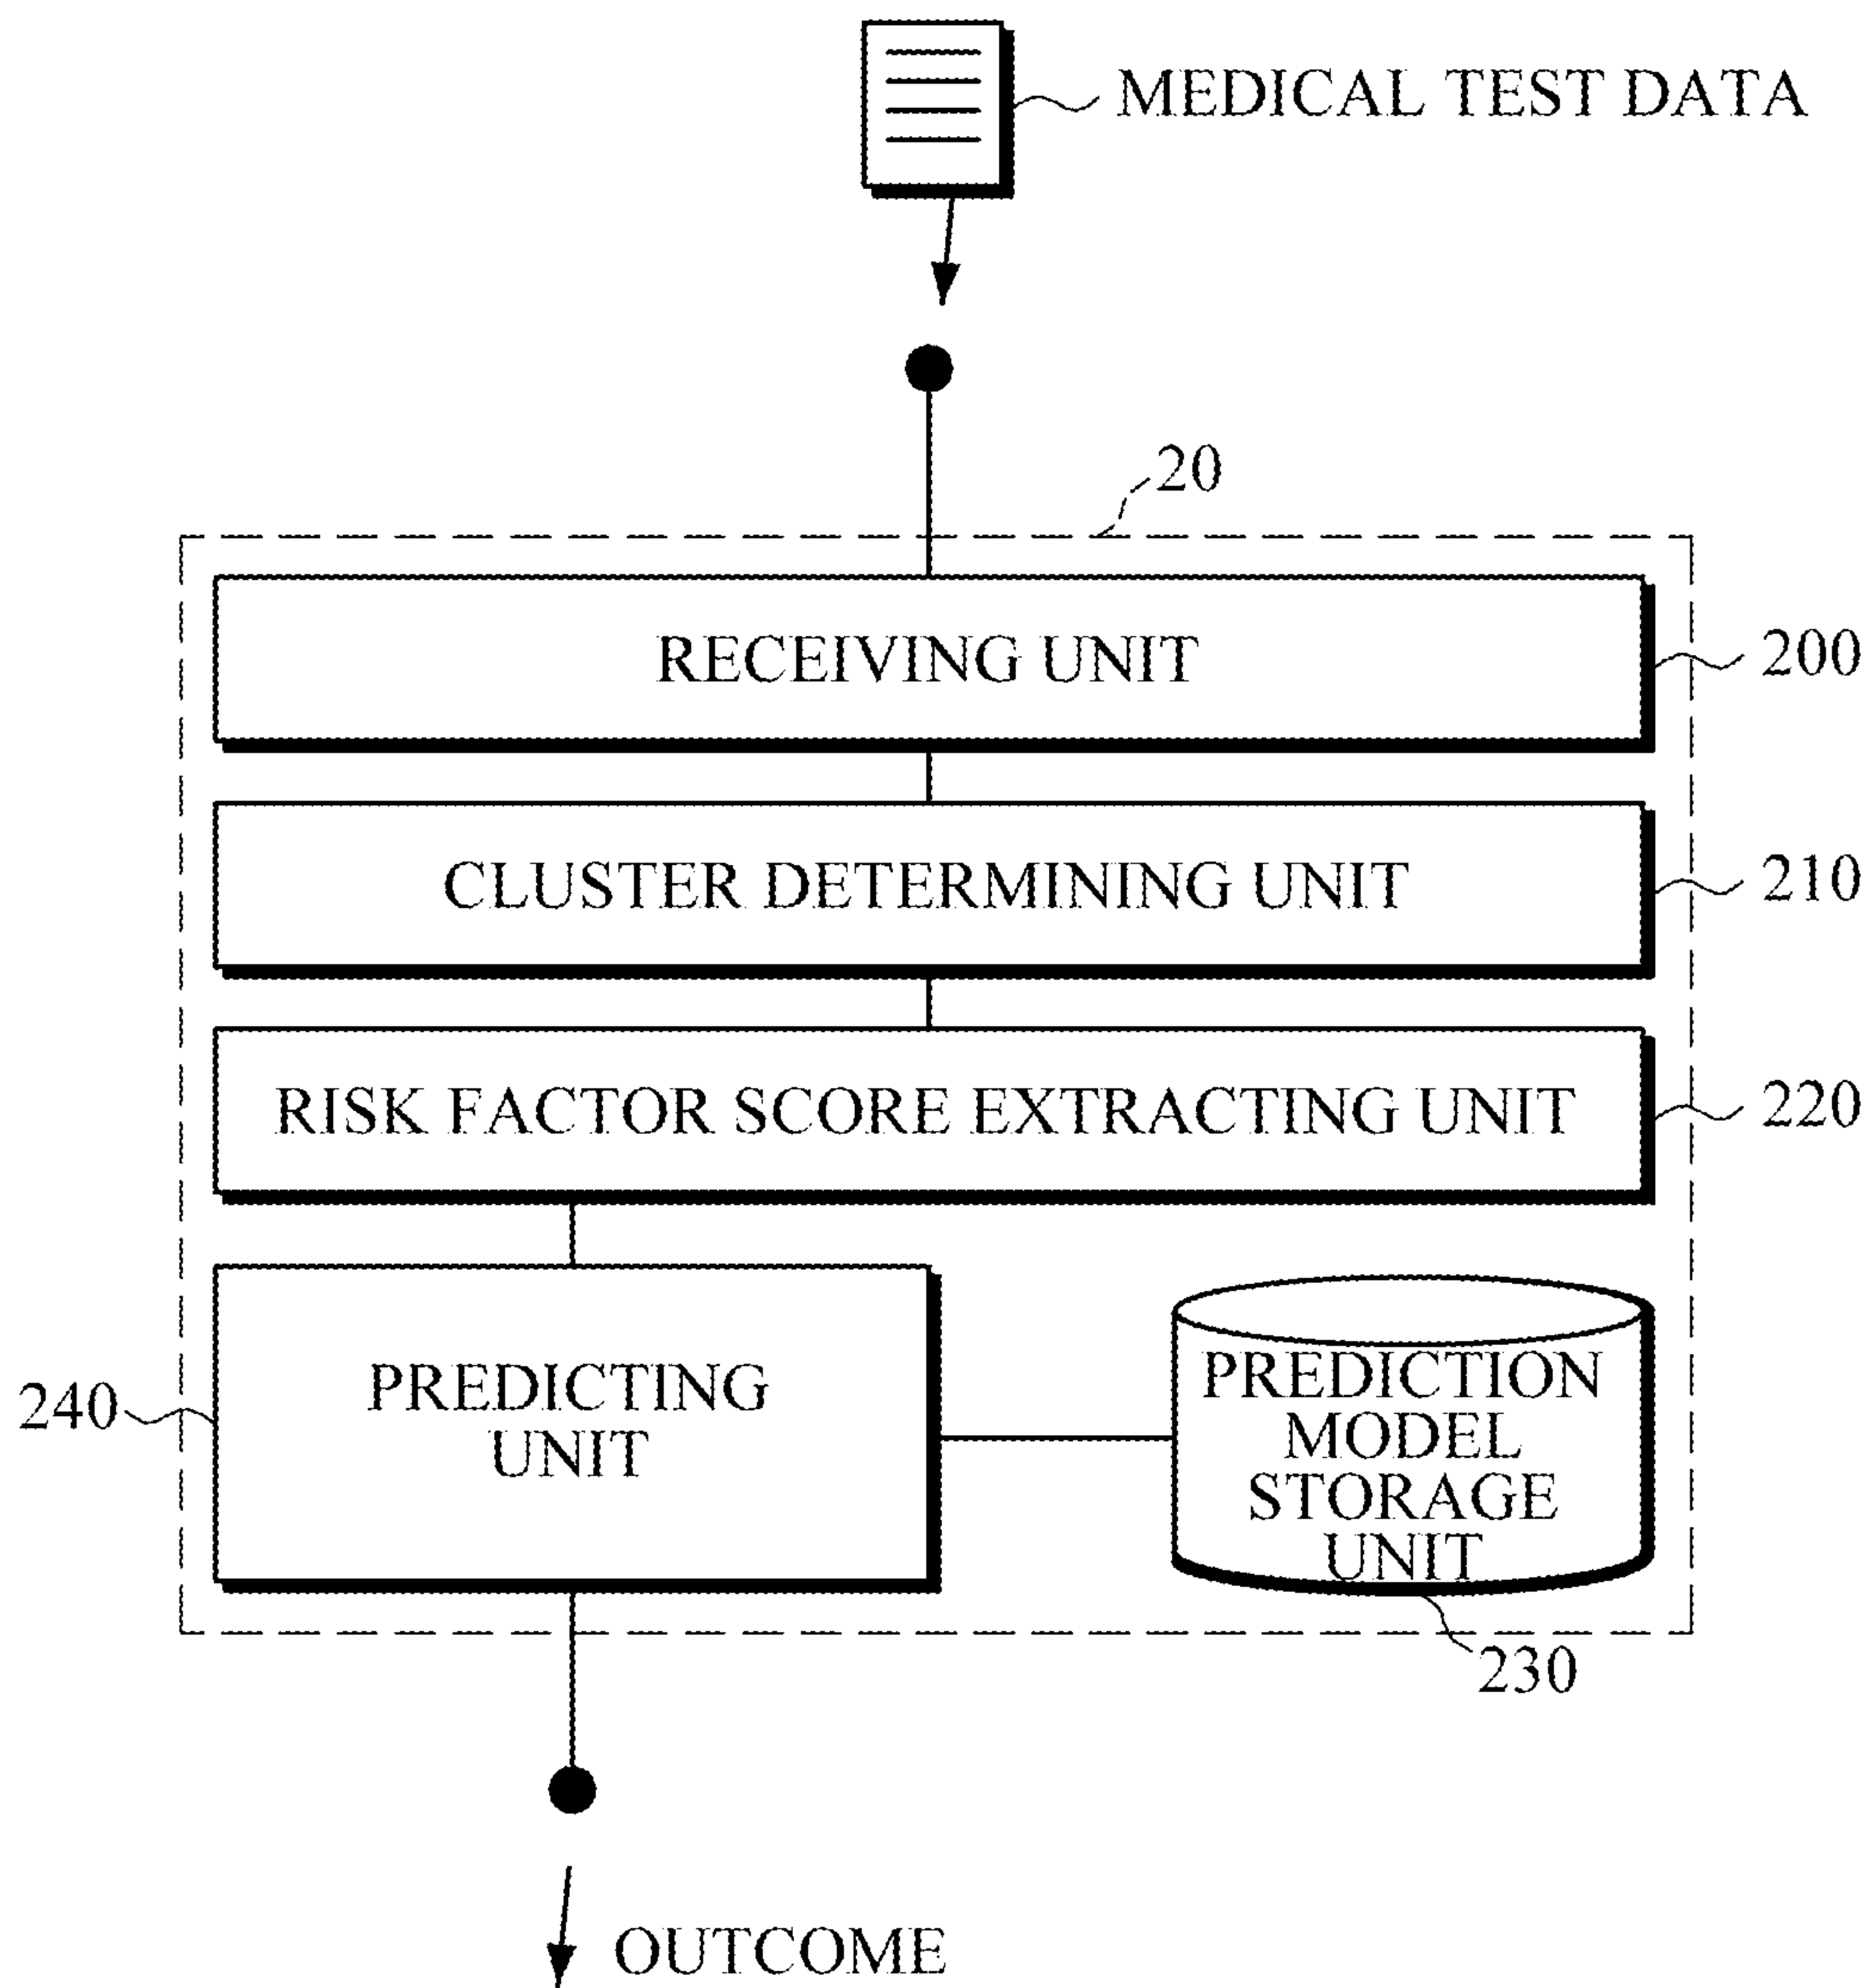 MEDICAL TEST DATA
20
RECEIVING UNIT
200
CLUSTER DETERMINING UNIT
210
RISK FACTOR SCORE EXTRACTING UNIT
220
240
PREDICTING
UNIT
PREDICTION
MODEL
STORAGE
UNIT
230
OUTCOME